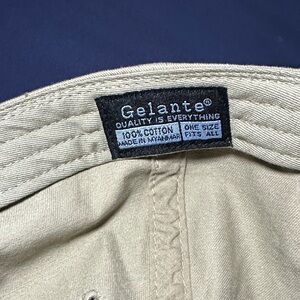 Gelante®
QUALITY IS EVERYTHING
100% COTTON
MADE IN MYANMAR
ONE SIZE
FITS ALL